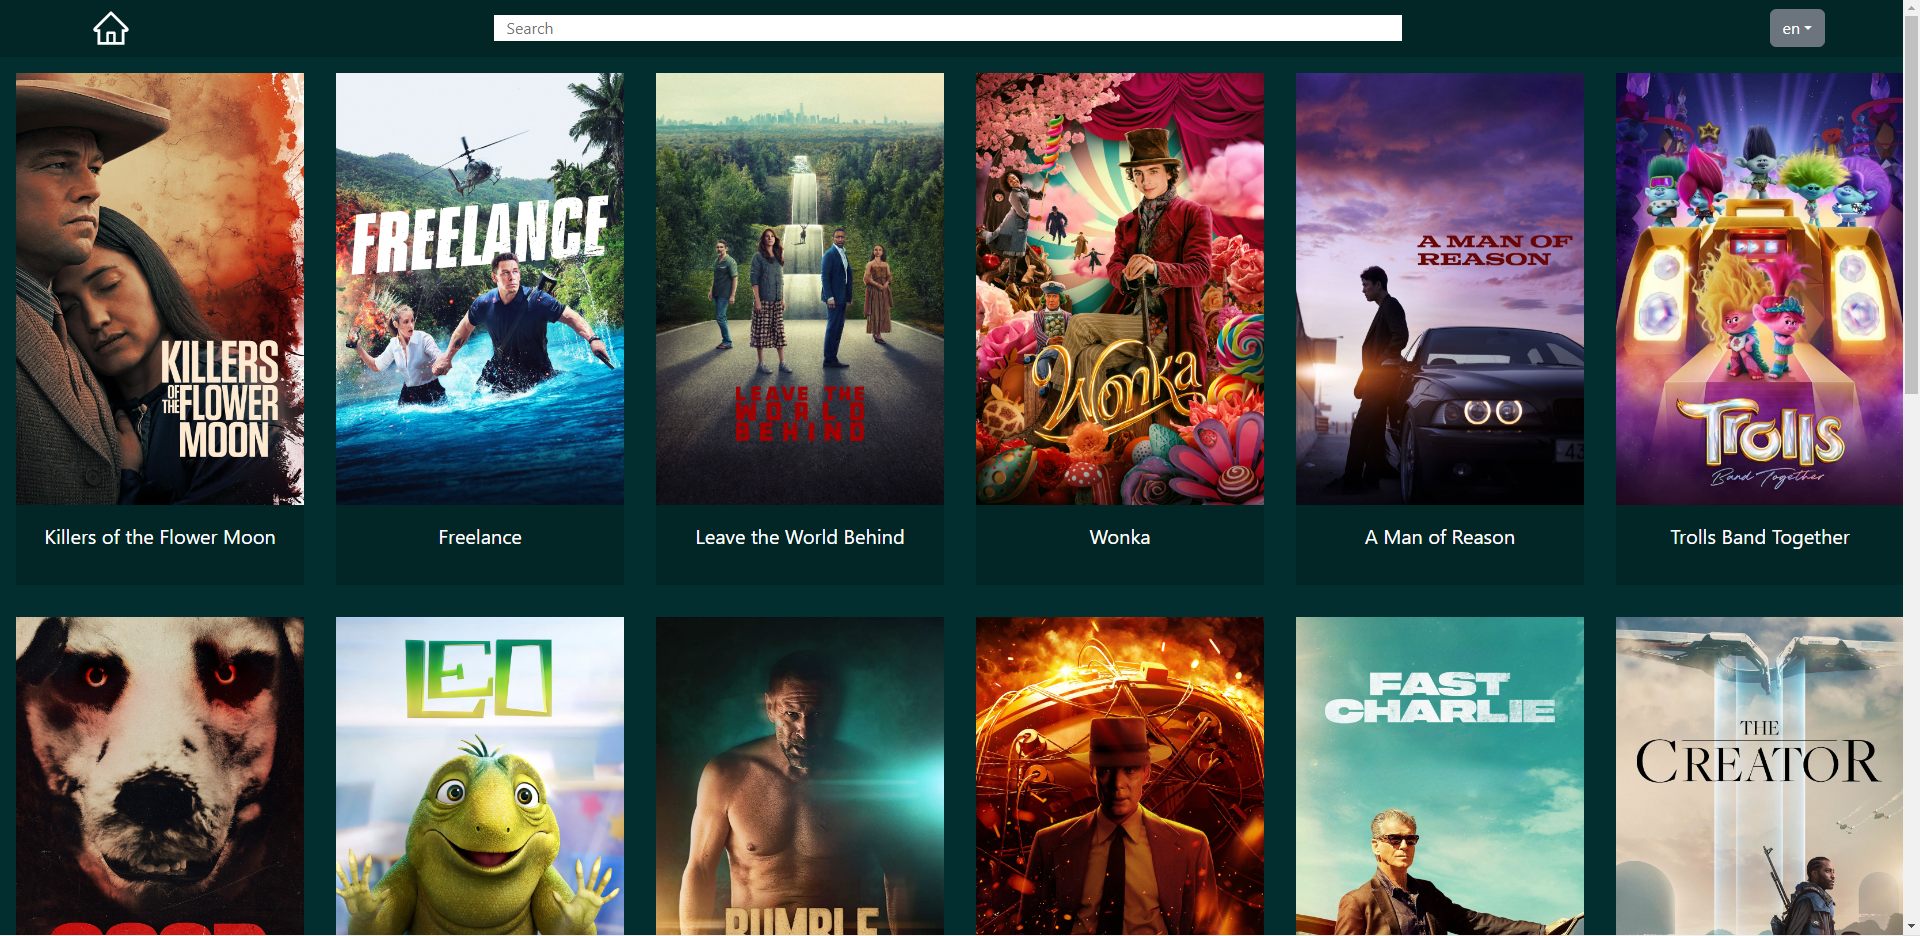 Search
en
KILLERS
OF THE FLOWER
MOON
FREELANCE
LEAVE THE
WORLD
BEHIND
Wonka
A MAN OF
REASON
43
Trolls
Band Together
Killers of the Flower Moon
Freelance
Leave the World Behind
Wonka
A Man of Reason
Trolls Band Together
LEO
RUMBLE
FAST
CHARLIE
THE
CREATOR